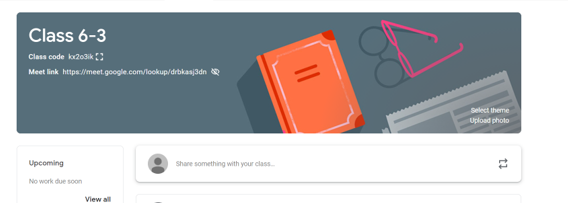 Class 6-3
Class code kx2o3ik
Meet link https://meet.google.com/lookup/drbkasj3dn
Select theme
Upload photo
Upcoming
No work due soon
View all
Share something with your class...